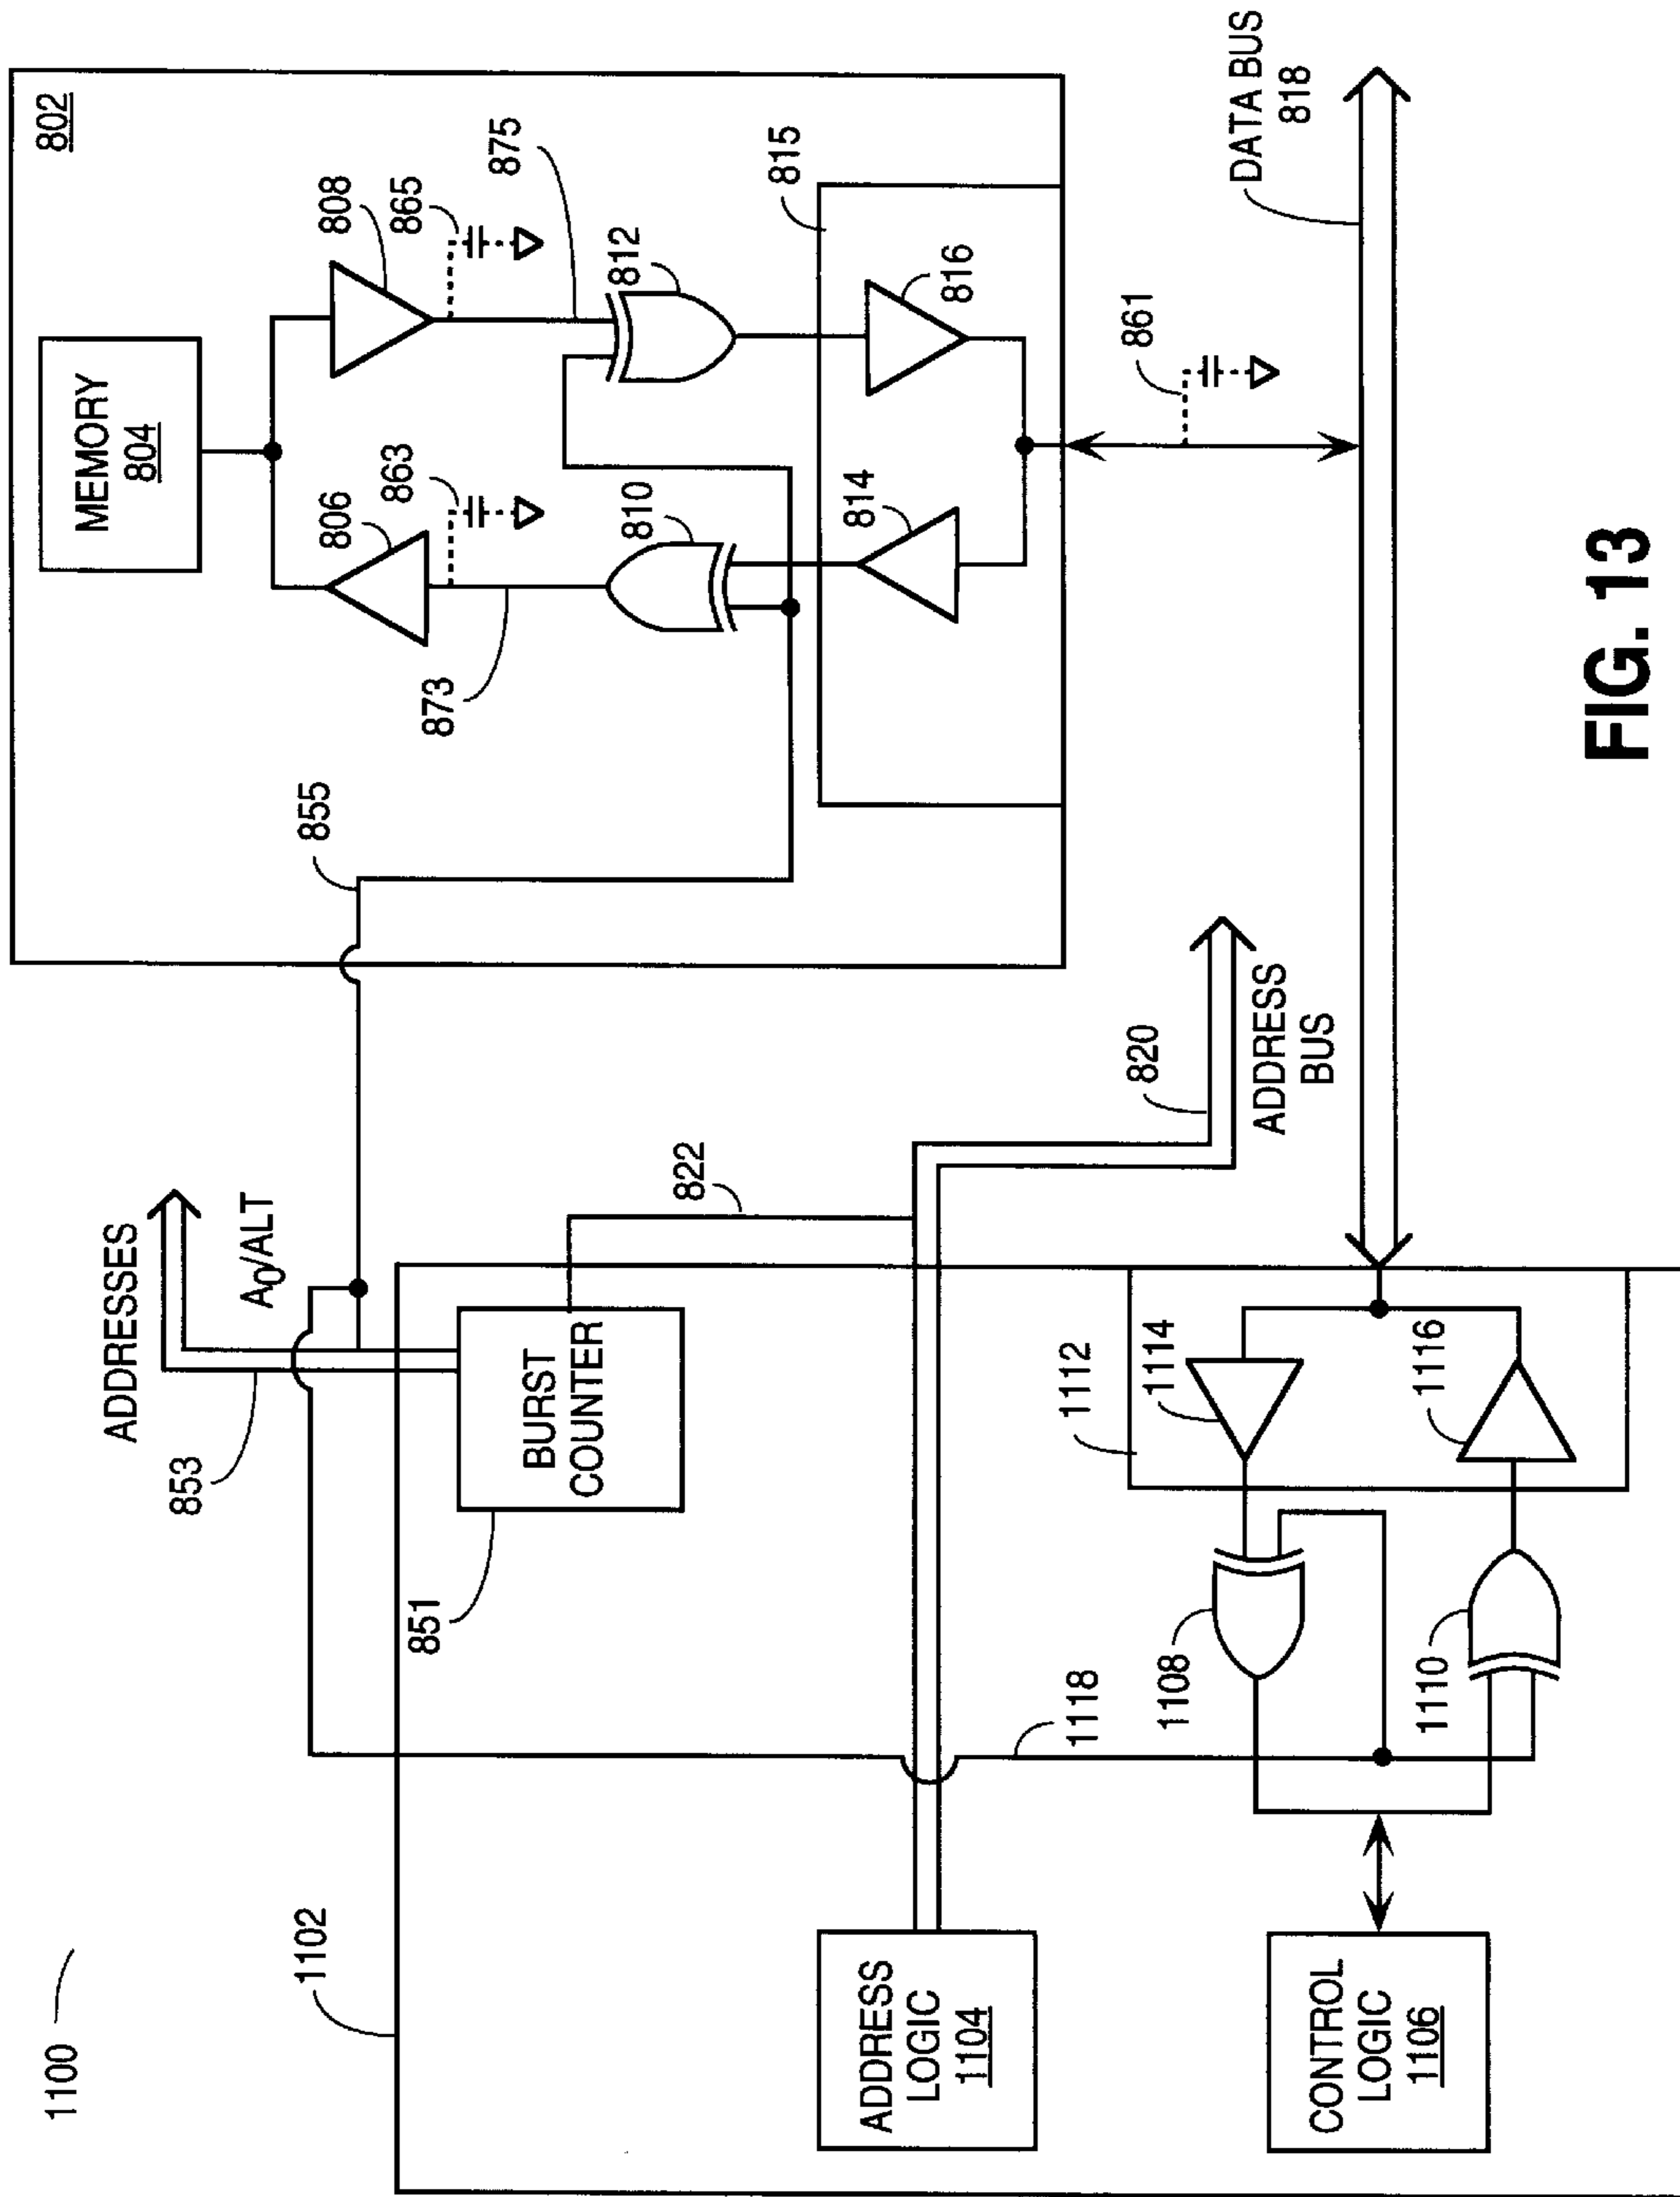 1100
1102
ADDRESSES
853
A0/ALT
855
BURST
COUNTER
851
822
802
MEMORY
804
806
808
863
865
873
875
810
812
815
814
816
861
ADDRESS
LOGIC
1104
820
ADDRESS
BUS
1118
1112
1114
1116
1108
1110
CONTROL
LOGIC
1106
DATA BUS
818
FIG. 13